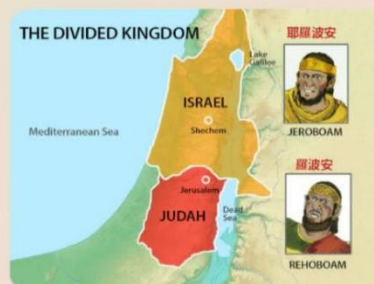 THE DIVIDED KINGDOM
耶羅波安
Lake
Galilee
ISRAEL
Shechem
JEROBOAM
Mediterranean Sea
羅波安
Jerusalem
JUDAH
Dead
Sea
REHOBOAM